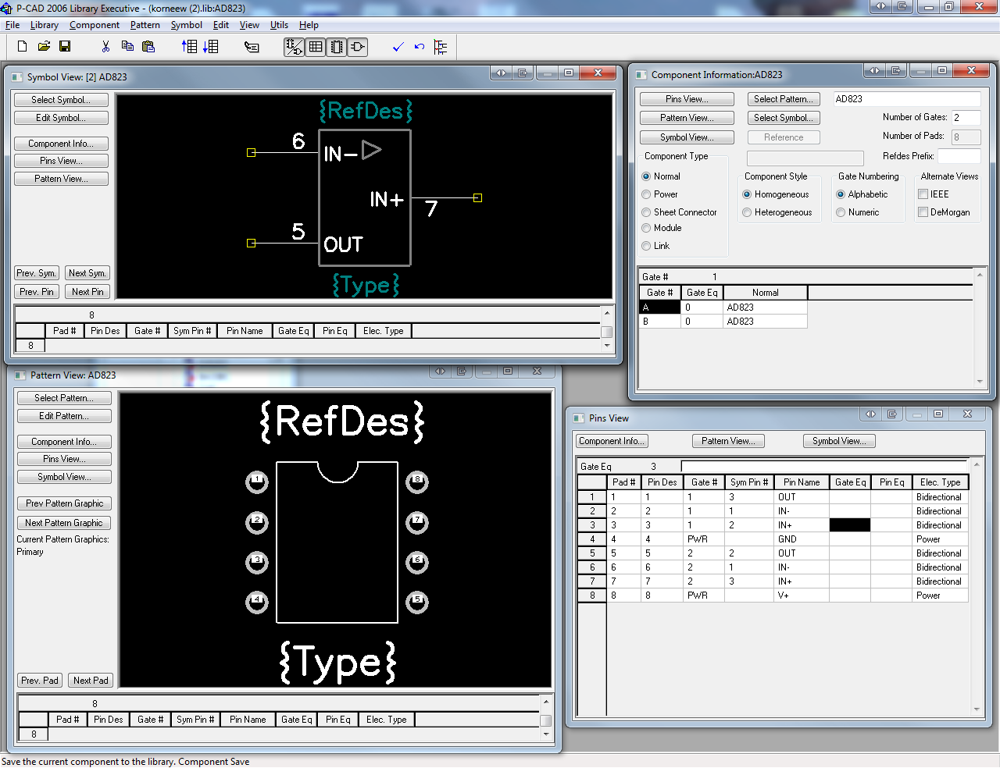 P-CAD 2006 Library Executive - (korneew (2).lib:AD823)
File Library Component Pattern Symbol Edit View Utils Help
Symbol View: [2] AD823
Select Symbol...
Edit Symbol...
Component Info...
Pins View...
Pattern View...
Prev. Sym. Next Sym.
Prev. Pin Next Pin
{RefDes}
6 IN-
IN+ 7
5 OUT
{Type}
8
Pad # Pin Des Gate # Sym Pin # Pin Name Gate Eq Pin Eq Elec. Type
8
Component Information:AD823
Pins View... Select Pattern... AD823
Pattern View... Select Symbol... Number of Gates: 2
Symbol View... Reference Number of Pads: 8
Refdes Prefix:
Component Type
Normal
Power
Sheet Connector
Module
Link
Component Style
Homogeneous
Heterogeneous
Gate Numbering
Alphabetic
Numeric
Alternate Views
IEEE
DeMorgan
Gate # 1
Gate # Gate Eq Normal
A 0 AD823
B 0 AD823
Pattern View: AD823
Select Pattern...
Edit Pattern...
Component Info...
Pins View...
Symbol View...
Prev Pattern Graphic
Next Pattern Graphic
Current Pattern Graphics:
Primary
Prev. Pad Next Pad
{RefDes}
1 8
2 7
3 6
4 5
{Type}
8
Pad # Pin Des Gate # Sym Pin # Pin Name Gate Eq Pin Eq Elec. Type
8
Pins View
Component Info... Pattern View... Symbol View...
Gate Eq 3
Pad # Pin Des Gate # Sym Pin # Pin Name Gate Eq Pin Eq Elec. Type
1 1 1 1 3 OUT Bidirectional
2 2 2 1 1 IN- Bidirectional
3 3 3 1 2 IN+ Bidirectional
4 4 4 PWR GND Power
5 5 5 2 2 OUT Bidirectional
6 6 6 2 1 IN- Bidirectional
7 7 7 2 3 IN+ Bidirectional
8 8 8 PWR V+ Power
Save the current component to the library. Component Save